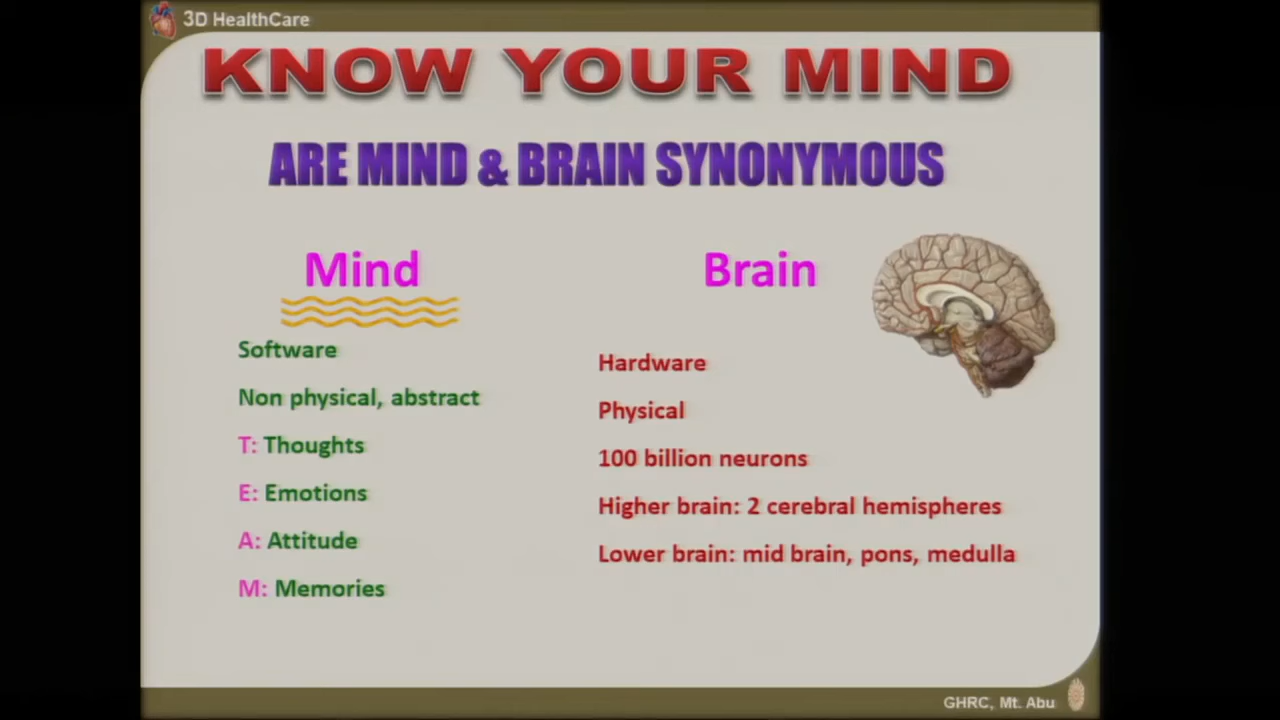 3D HealthCare
KNOW YOUR MIND
ARE MIND & BRAIN SYNONYMOUS
Mind
Software
Non physical, abstract
T: Thoughts
E: Emotions
A: Attitude
M: Memories
Brain
Hardware
Physical
100 billion neurons
Higher brain: 2 cerebral hemispheres
Lower brain: mid brain, pons, medulla
GHRC, Mt. Abu